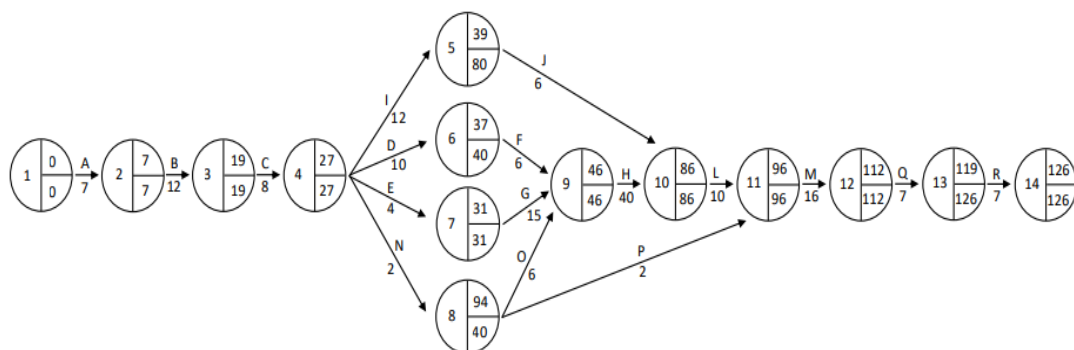 5 39 80
J 6
I 12
6 37 40
D 10
F 6
1 0 0
A 7
2 7 7
B 12
3 19 19
C 8
4 27 27
E 4
7 31 31
G 15
9 46 46
H 40
10 86 86
L 10
11 96 96
M 16
12 112 112
Q 7
13 119 126
R 7
14 126 126
N 2
O 6
P 2
8 94 40